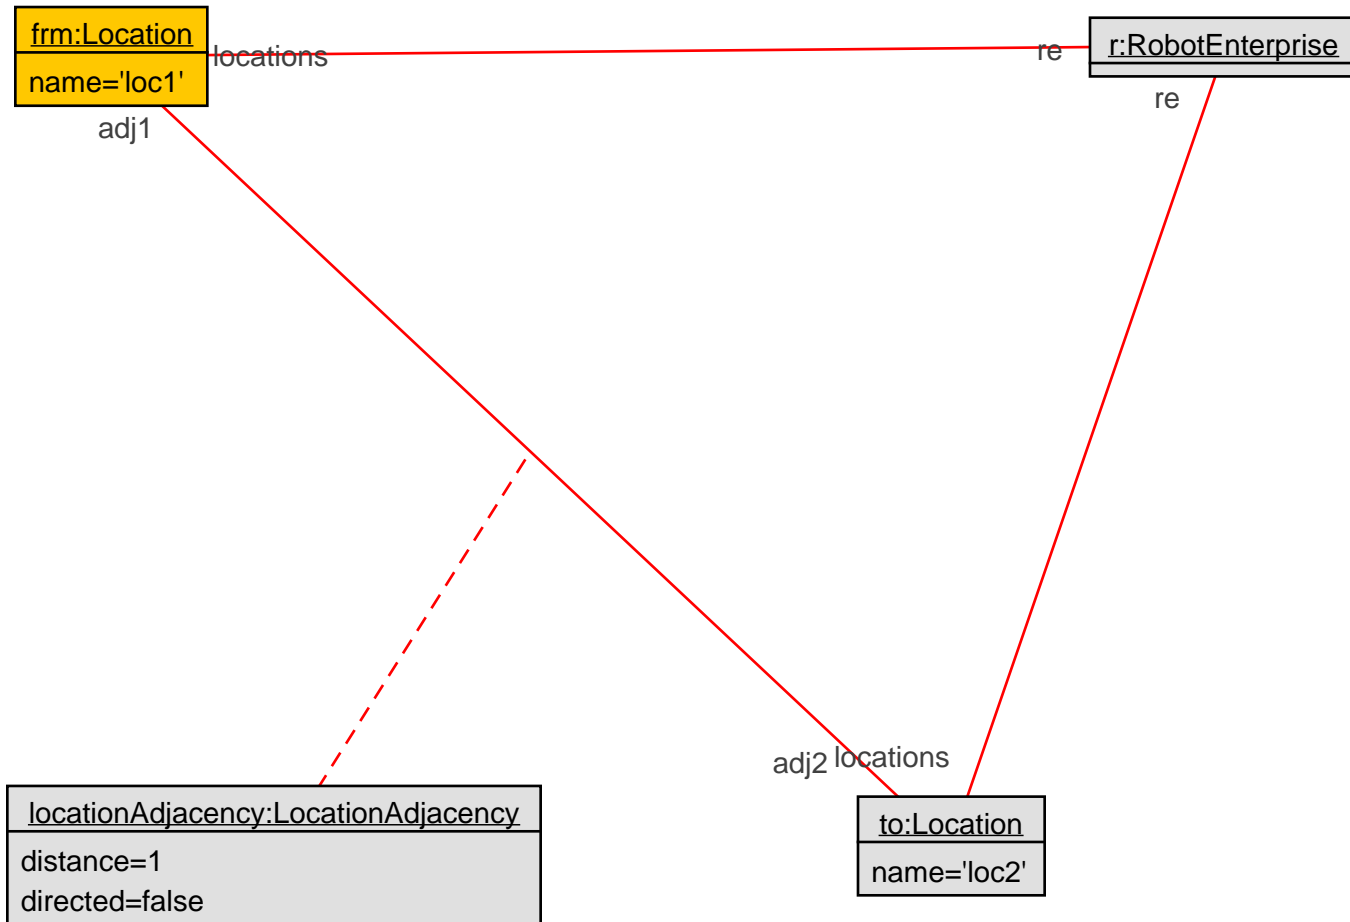 frm:Location
name='loc1'
locations
re
r:RobotEnterprise
re
adj1
adj2
locations
locationAdjacency:LocationAdjacency
distance=1
directed=false
to:Location
name='loc2'